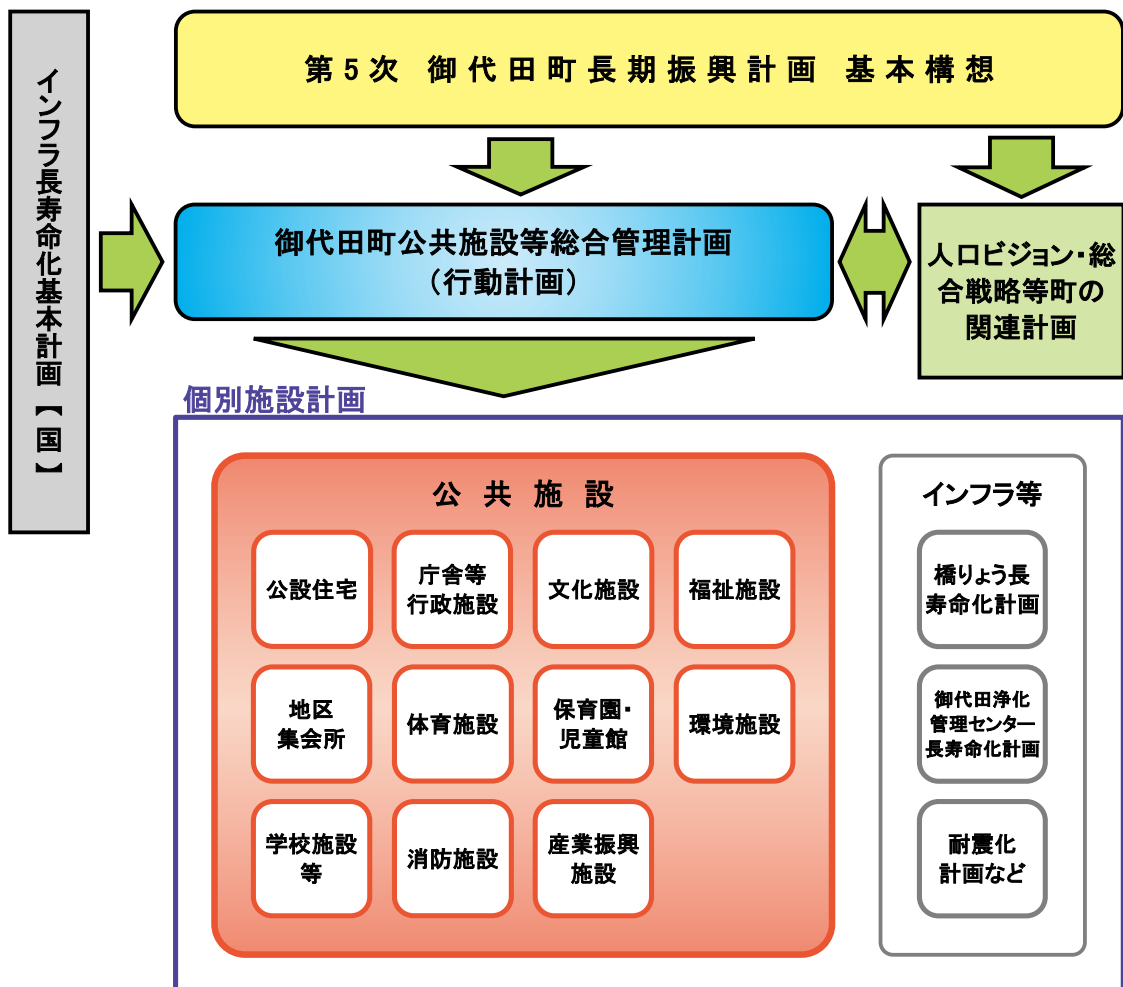 インフラ長寿命化基本計画【国】
第5次 御代田町長期振興計画 基本構想
御代田町公共施設等総合管理計画
（行動計画）
人口ビジョン・総
合戦略等町の
関連計画
個別施設計画
公共施設
公設住宅
庁舎等
行政施設
文化施設
福祉施設
地区
集会所
体育施設
保育園・
児童館
環境施設
学校施設
等
消防施設
産業振興
施設
インフラ等
橋りょう長
寿命化計画
御代田浄化
管理センター
長寿命化計画
耐震化
計画など